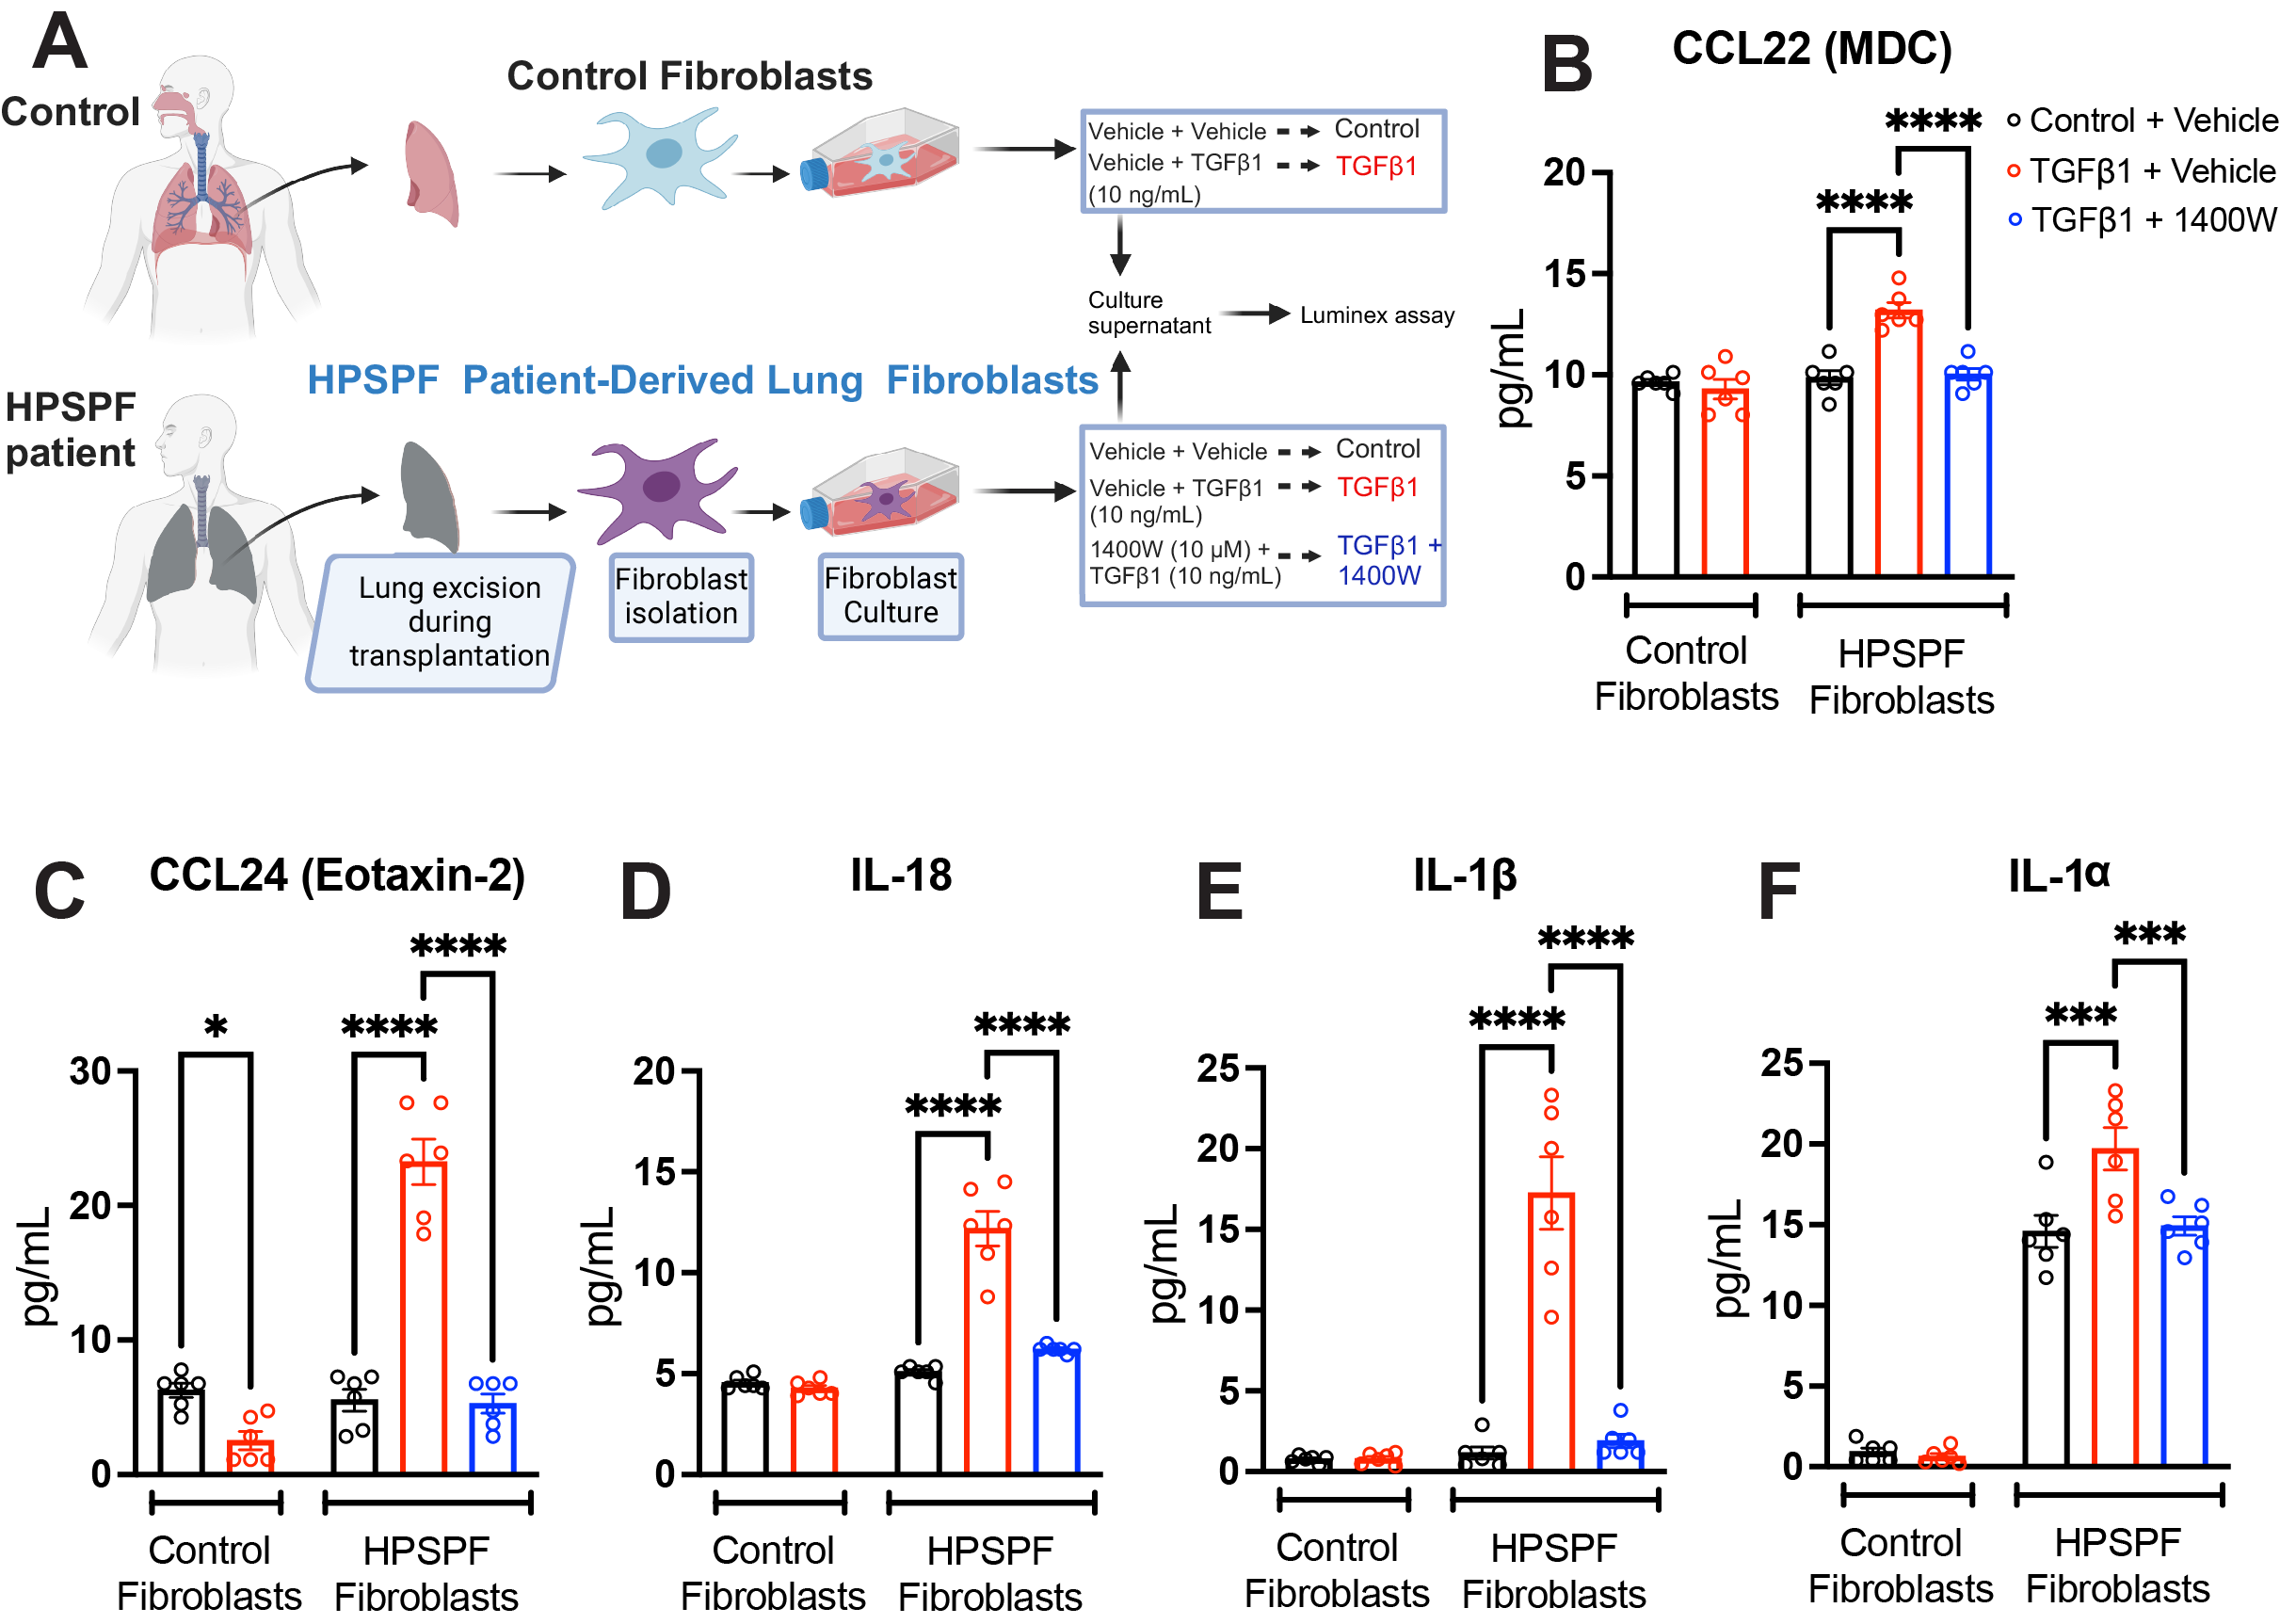 A
Control
Control Fibroblasts
Vehicle + Vehicle Control
Vehicle + TGFβ1 TGFβ1
(10 ng/mL)
Culture
supernatant
Luminex assay
HPSPF
patient
HPSPF Patient-Derived Lung Fibroblasts
Vehicle + Vehicle Control
Vehicle + TGFβ1 TGFβ1
(10 ng/mL)
1400W (10 µM) + TGFβ1 +
TGFβ1 (10 ng/mL) 1400W
Lung excision
during
transplantation
Fibroblast
isolation
Fibroblast
Culture
B
CCL22 (MDC)
**** Control + Vehicle
TGFβ1 + Vehicle
**** TGFβ1 + 1400W
20
15
10
5
0
pg/mL
Control
Fibroblasts
HPSPF
Fibroblasts
C
CCL24 (Eotaxin-2)
****
* ****
30
20
10
0
pg/mL
Control
Fibroblasts
HPSPF
Fibroblasts
D
IL-18
****
****
20
15
10
5
0
pg/mL
Control
Fibroblasts
HPSPF
Fibroblasts
E
IL-1β
****
****
25
20
15
10
5
0
pg/mL
Control
Fibroblasts
HPSPF
Fibroblasts
F
IL-1α
***
***
25
20
15
10
5
0
pg/mL
Control
Fibroblasts
HPSPF
Fibroblasts